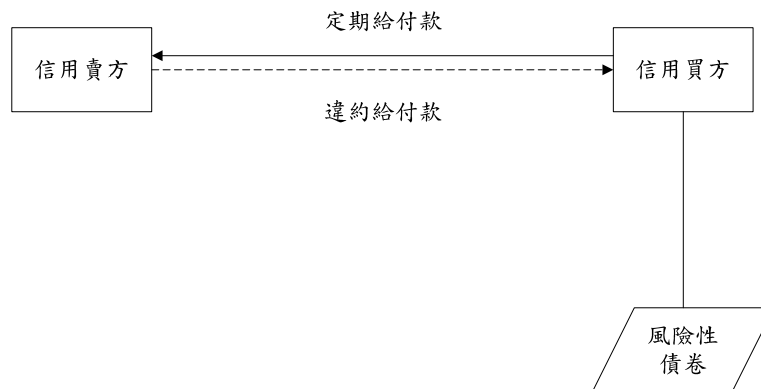 定期給付款
信用賣方
信用買方
違約給付款
風險性
債卷